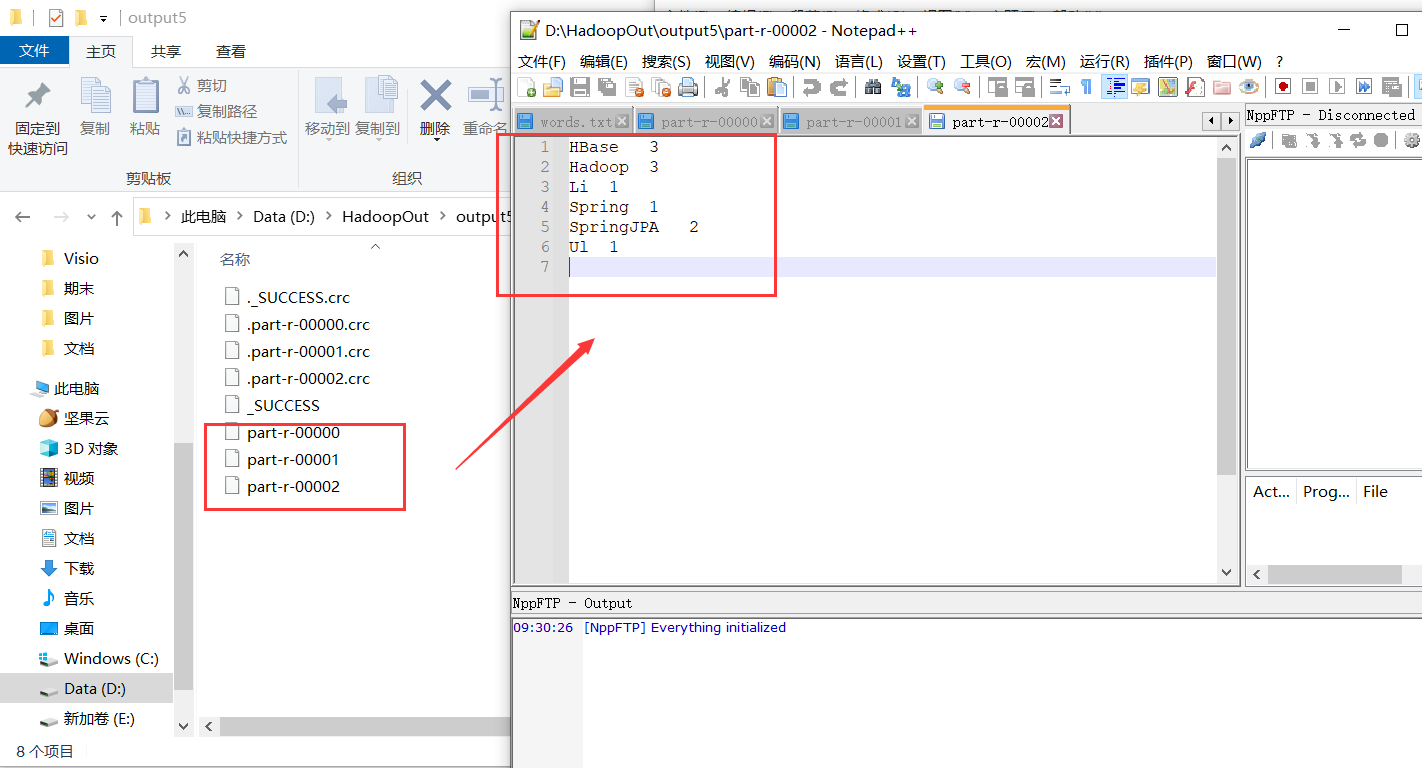 output5
文件 主页 共享 查看
固定到
快速访问
复制
粘贴
剪切
复制路径
粘贴快捷方式
移动到 复制到
删除 重命名
剪贴板 组织
此电脑 Data (D:) HadoopOut output5
Visio
期末
图片
文档
此电脑
坚果云
3D 对象
视频
图片
文档
下载
音乐
桌面
Windows (C:)
Data (D:)
新加卷 (E:)
名称
._SUCCESS.crc
.part-r-00000.crc
.part-r-00001.crc
.part-r-00002.crc
_SUCCESS
part-r-00000
part-r-00001
part-r-00002
8 个项目
D:\HadoopOut\output5\part-r-00002 - Notepad++
文件(F) 编辑(E) 搜索(S) 视图(V) 编码(N) 语言(L) 设置(T) 工具(O) 宏(M) 运行(R) 插件(P) 窗口(W) ?
words.txt part-r-00000 part-r-00001 part-r-00002
1 HBase 3
2 Hadoop 3
3 Li 1
4 Spring 1
5 SpringJPA 2
6 Ul 1
7
NppFTP - Disconnected
Act... Prog... File
NppFTP - Output
09:30:26 [NppFTP] Everything initialized